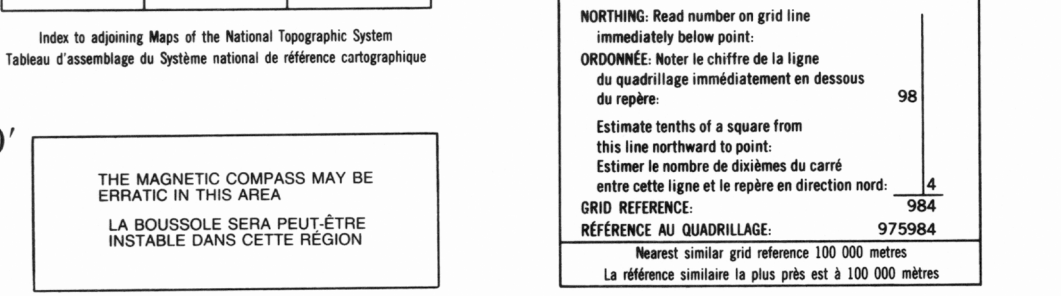 Index to adjoining Maps of the National Topographic System
Tableau d'assemblage du Système national de référence cartographique
THE MAGNETIC COMPASS MAY BE
ERRATIC IN THIS AREA
LA BOUSSOLE SERA PEUT-ÊTRE
INSTABLE DANS CETTE RÉGION
NORTHING: Read number on grid line
immediately below point:
ORDONNÉE: Noter le chiffre de la ligne
du quadrillage immédiatement en dessous
du repère: 98
Estimate tenths of a square from
this line northward to point:
Estimer le nombre de dixièmes du carré
entre cette ligne et le repère en direction nord: 4
GRID REFERENCE: 984
RÉFÉRENCE AU QUADRILLAGE: 975984
Nearest similar grid reference 100 000 metres
La référence similaire la plus près est à 100 000 mètres